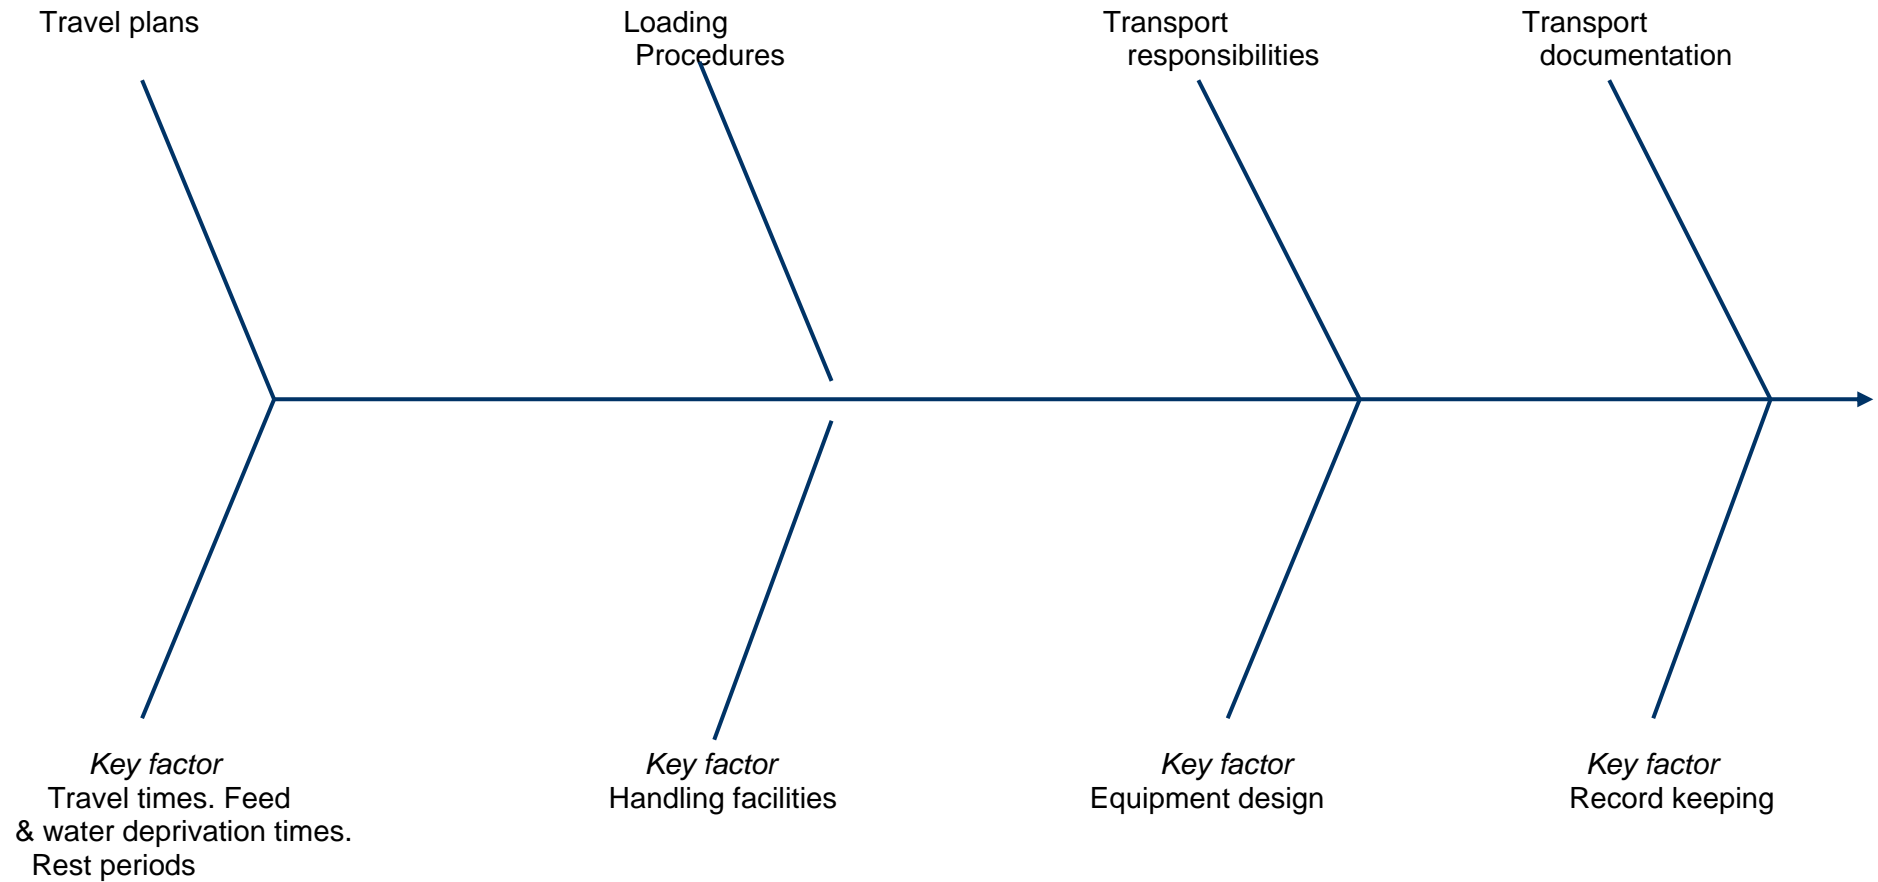 Travel plans
Loading
Procedures
Transport
responsibilities
Transport
documentation
Key factor
Travel times. Feed
& water deprivation times.
Rest periods
Key factor
Handling facilities
Key factor
Equipment design
Key factor
Record keeping